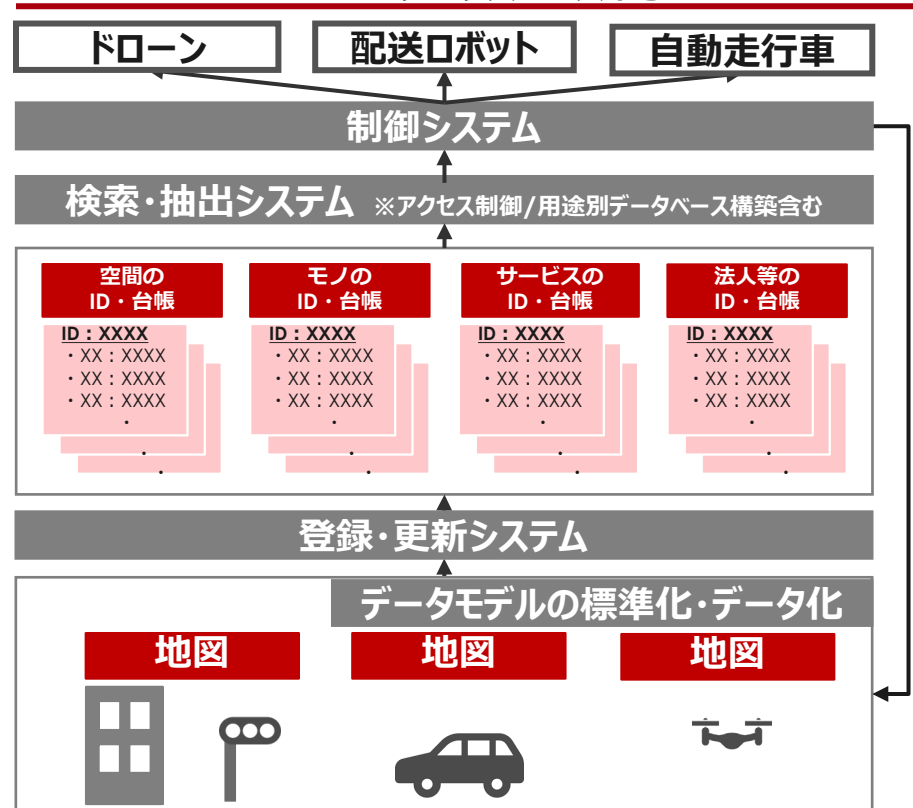 ドローン
配送ロボット
自動走行車
制御システム
検索・抽出システム ※アクセス制御/用途別データベース構築含む
空間の
ID・台帳
ID：XXXX
・XX：XXXX
・XX：XXXX
・XX：XXXX
・
・
・
モノの
ID・台帳
ID：XXXX
・XX：XXXX
・XX：XXXX
・XX：XXXX
・
・
・
サービスの
ID・台帳
ID：XXXX
・XX：XXXX
・XX：XXXX
・XX：XXXX
・
・
・
法人等の
ID・台帳
ID：XXXX
・XX：XXXX
・XX：XXXX
・XX：XXXX
・
・
・
登録・更新システム
データモデルの標準化・データ化
地図
地図
地図